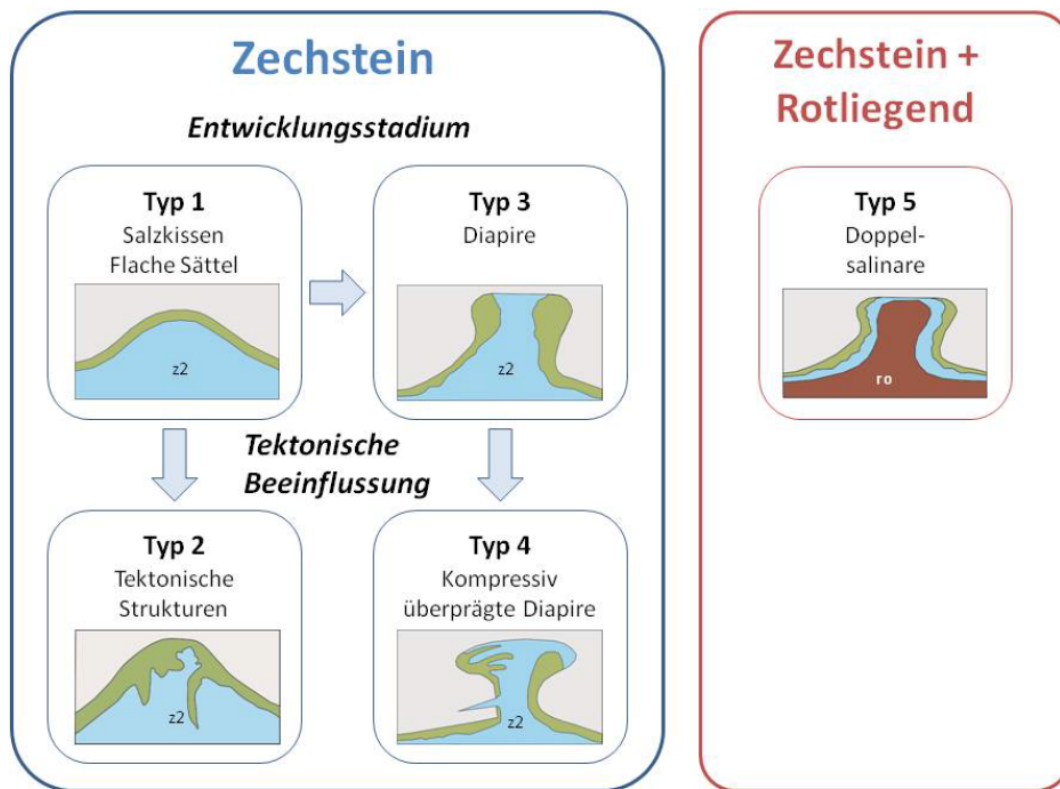 Zechstein
Entwicklungsstadium
Typ 1
Salzkissen
Flache Sättel
z2
Typ 3
Diapire
z2
Tektonische
Beeinflussung
Typ 2
Tektonische
Strukturen
z2
Typ 4
Kompressiv
überprägte Diapire
z2
Zechstein +
Rotliegend
Typ 5
Doppel-
salinare
ro